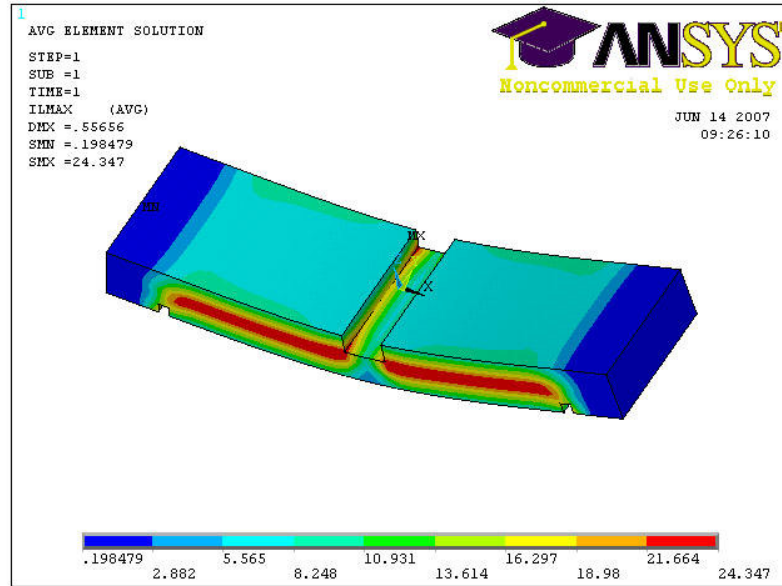 1
AVG ELEMENT SOLUTION
STEP=1
SUB =1
TIME=1
ILMAX (AVG)
DMX =.55656
SMN =.198479
SMX =24.347
ANSYS
Noncommercial Use Only
JUN 14 2007
09:26:10
MN
MX
X
.198479 5.565 10.931 16.297 21.664
2.882 8.248 13.614 18.98 24.347